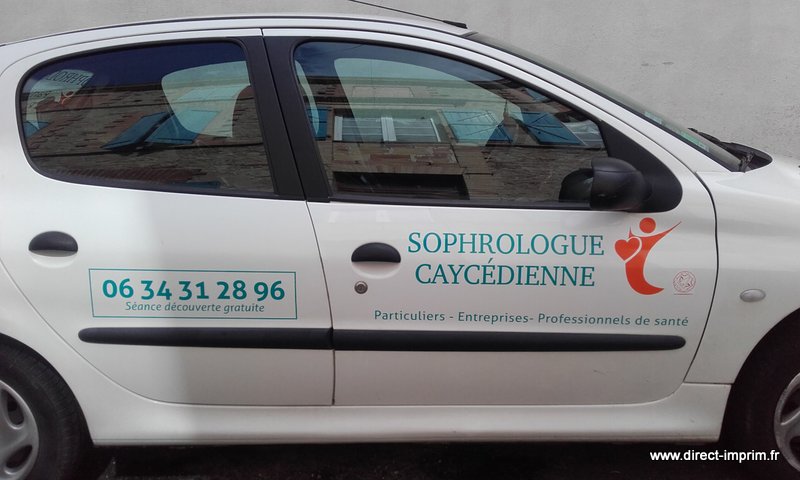 SOPHROLOGUE
CAYCÉDIENNE
06 34 31 28 96
Séance découverte gratuite
Particuliers - Entreprises- Professionnels de santé
www.direct-imprim.fr